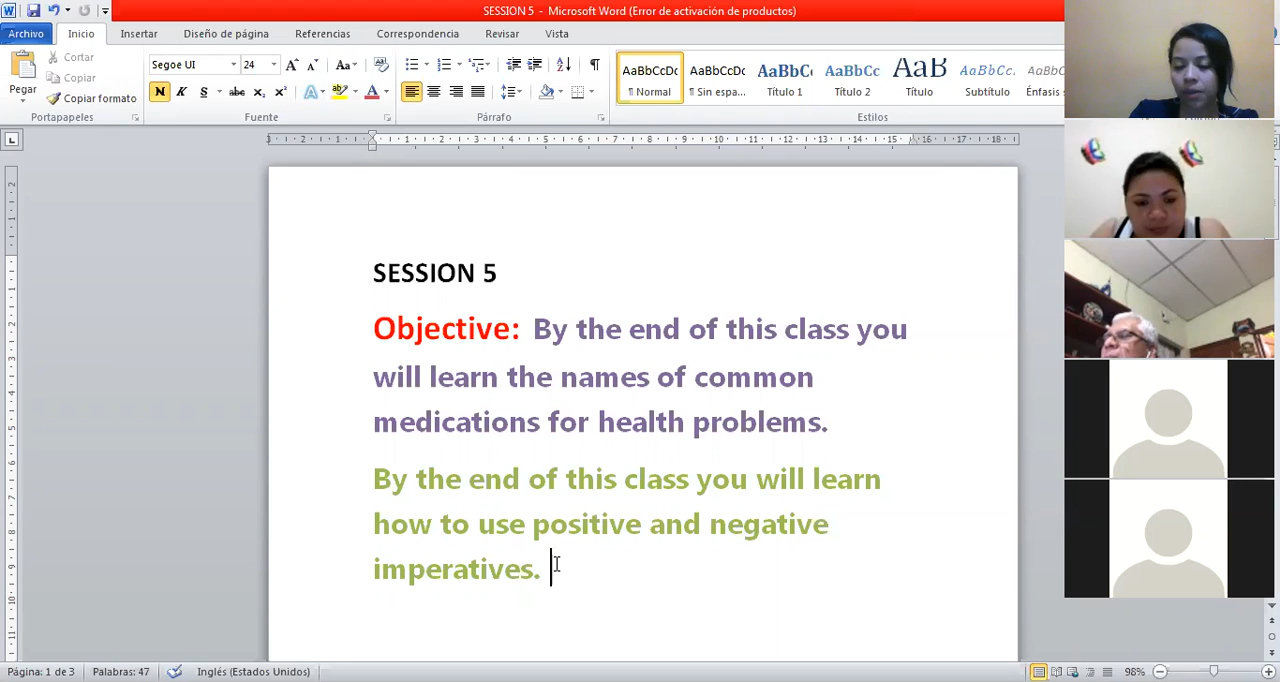 SESSION 5 - Microsoft Word (Error de activación de productos)
Archivo Inicio Insertar Diseño de página Referencias Correspondencia Revisar Vista
Cortar
Copiar
Copiar formato
Pegar
Portapapeles
Segoe UI 24
Fuente
Párrafo
AaBbCcDc AaBbCcDc AaBbC AaBbCc AaB AaBbCc. AaBbC
¶ Normal ¶ Sin espa... Título 1 Título 2 Título Subtítulo Énfasis
Estilos
SESSION 5
Objective: By the end of this class you
will learn the names of common
medications for health problems.
By the end of this class you will learn
how to use positive and negative
imperatives.
Página: 1 de 3 Palabras: 47 Inglés (Estados Unidos) 98%